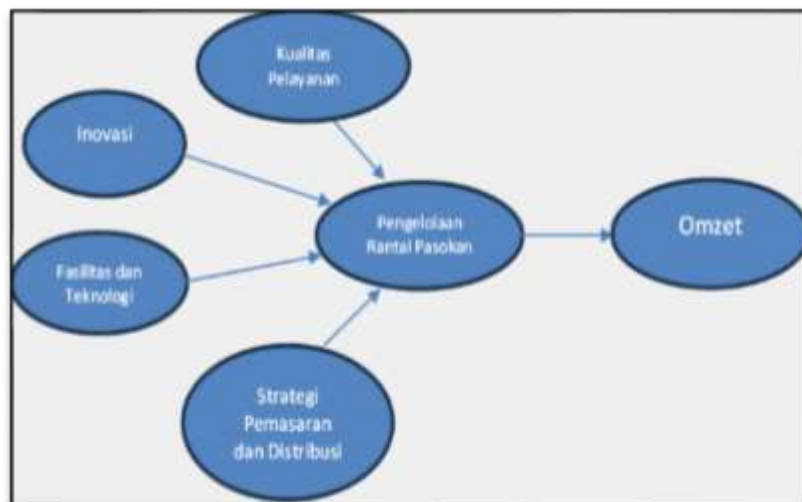 Kualitas
Pelayanan
Inovasi
Pengelolaan
Rantai Pasokan
Omzet
Fasilitas dan
Teknologi
Strategi
Pemasaran
dan Distribusi